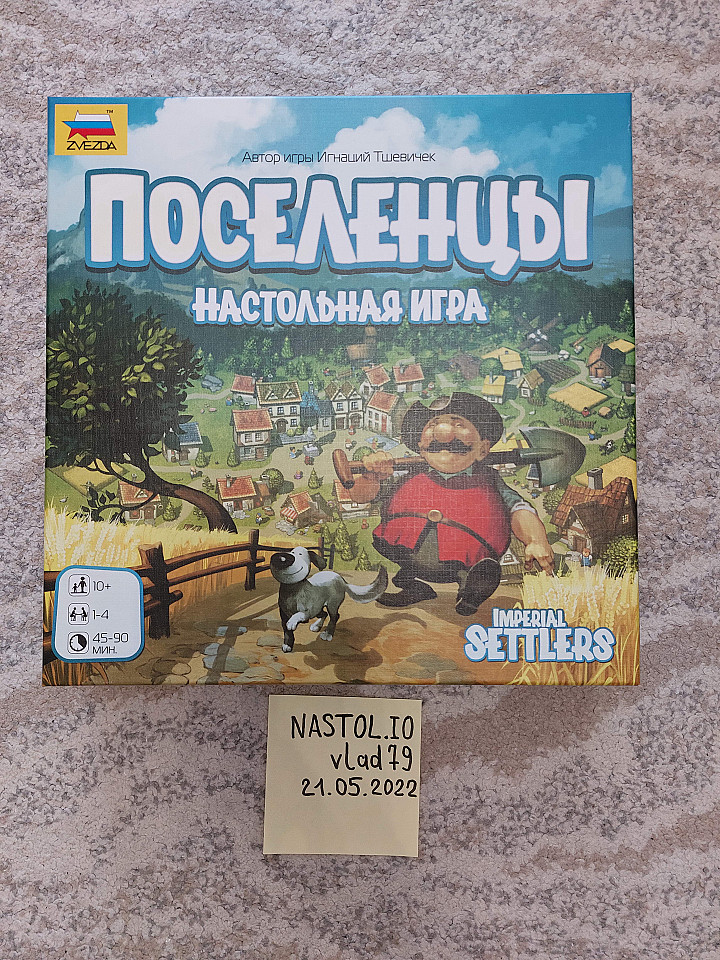 ZVEZDA
Автор игры Игнаций Тшевичек
ПОСЕЛЕНЦЫ
НАСТОЛЬНАЯ ИГРА
10+
1-4
45-90
МИН.
IMPERIAL
SETTLERS
NASTOL.IO
vlad79
21.05.2022